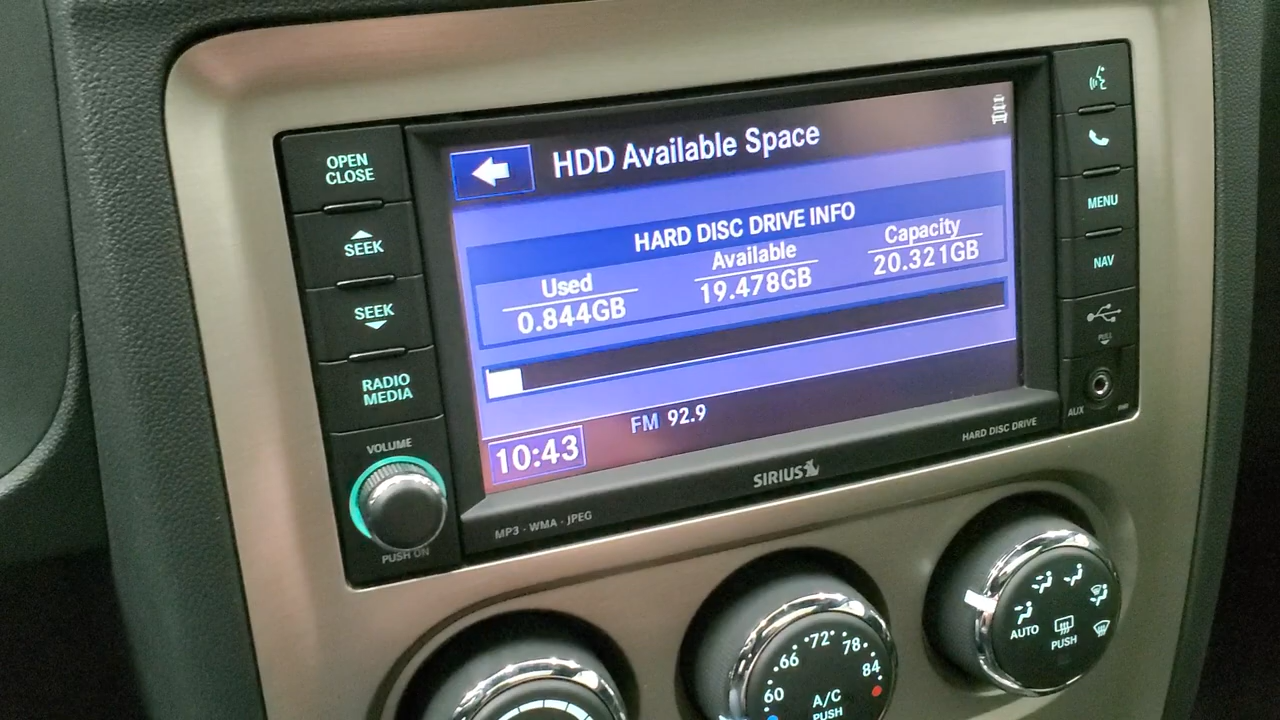 OPEN
CLOSE
SEEK
SEEK
RADIO
MEDIA
VOLUME
PUSH ON
HDD Available Space
HARD DISC DRIVE INFO
Used
0.844GB
Available
19.478GB
Capacity
20.321GB
FM 92.9
10:43
SIRIUS
HARD DISC DRIVE
MP3 - WMA - JPEG
MENU
NAV
PULL
AUX
60 66 72° 78 84
A/C
PUSH
AUTO
PUSH